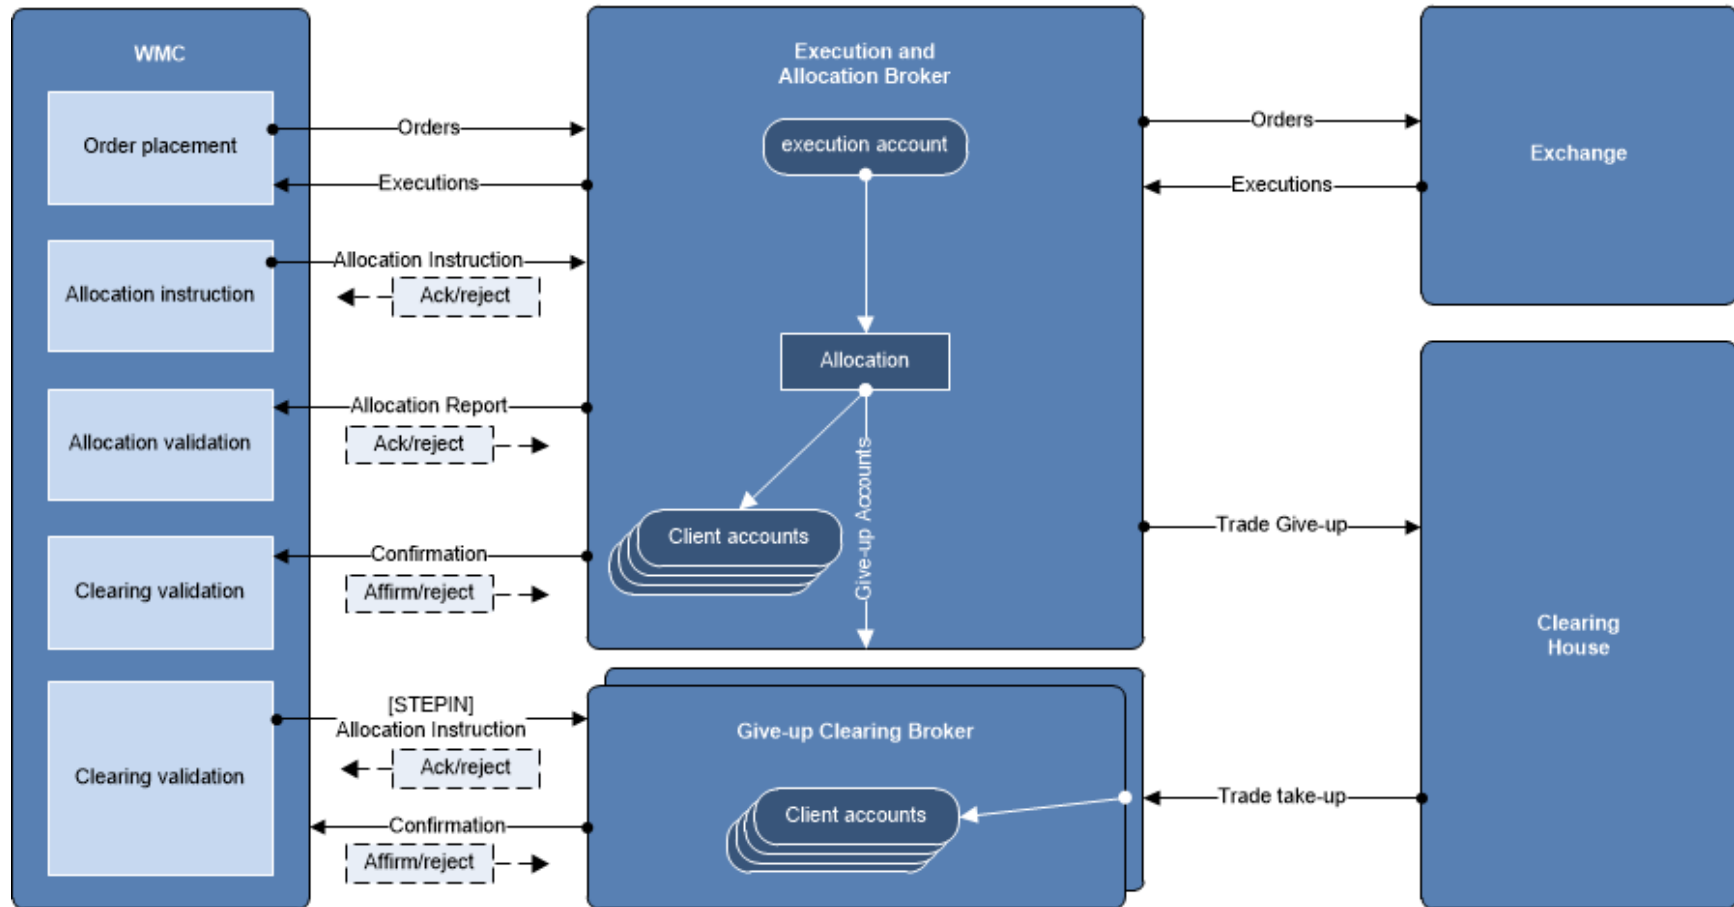 WMC
Order placement
Allocation instruction
Allocation validation
Clearing validation
Clearing validation
Orders
Executions
Allocation Instruction
Ack/reject
Allocation Report
Ack/reject
Confirmation
Affirm/reject
[STEPIN]
Allocation Instruction
Ack/reject
Confirmation
Affirm/reject
Execution and
Allocation Broker
execution account
Allocation
Client accounts
Give-up Accounts
Give-up Clearing Broker
Client accounts
Orders
Executions
Trade Give-up
Trade take-up
Exchange
Clearing
House